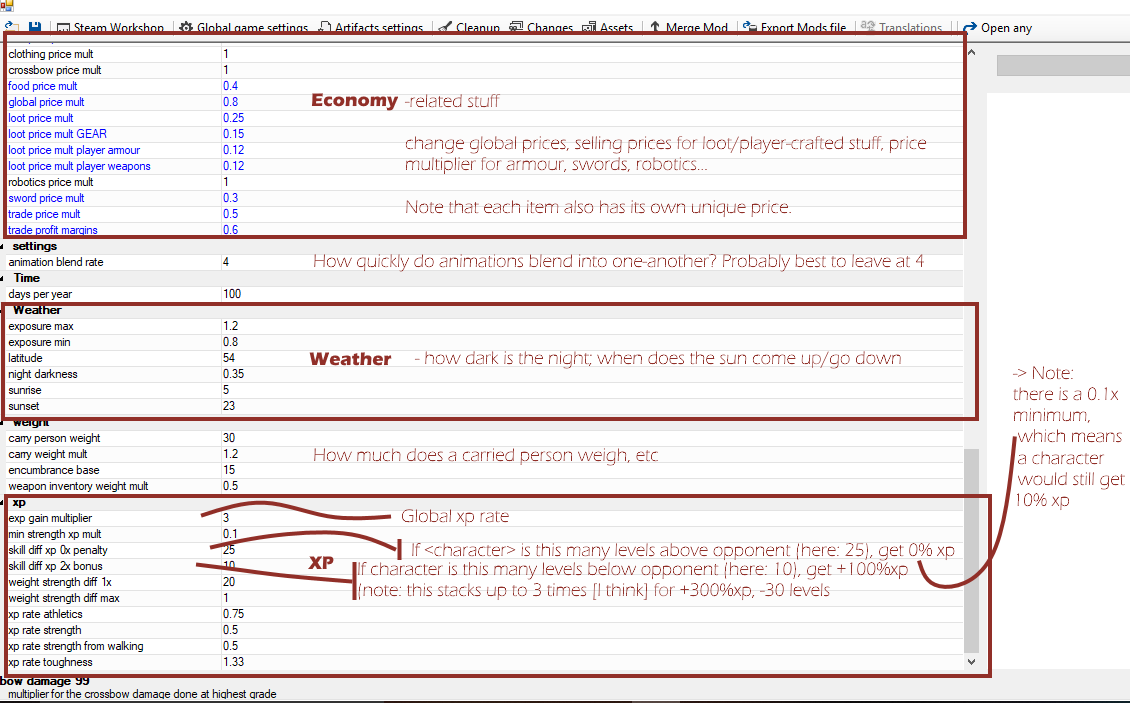 Steam Workshop Global game settings Artifacts settings Cleanup Changes Assets Merge Mod Export Mods file Translations Open any
clothing price mult 1
crossbow price mult 1
food price mult 0.4
global price mult 0.8
loot price mult 0.25
loot price mult GEAR 0.15
loot price mult player armour 0.12
loot price mult player weapons 0.12
robotics price mult 1
sword price mult 0.3
trade price mult 0.5
trade profit margins 0.6
Economy -related stuff
change global prices, selling prices for loot/player-crafted stuff, price
multiplier for armour, swords, robotics...
Note that each item also has its own unique price.
settings
animation blend rate 4
How quickly do animations blend into one-another? Probably best to leave at 4
Time
days per year 100
Weather
exposure max 1.2
exposure min 0.8
latitude 54
night darkness 0.35
sunrise 5
sunset 23
Weather - how dark is the night; when does the sun come up/go down
weight
carry person weight 30
carry weight mult 1.2
encumbrance base 15
weapon inventory weight mult 0.5
How much does a carried person weigh, etc
xp
exp gain multiplier 3
min strength xp mult 0.1
skill diff xp 0x penalty 25
skill diff xp 2x bonus 10
weight strength diff 1x 20
weight strength diff max 1
xp rate athletics 0.75
xp rate strength 0.5
xp rate strength from walking 0.5
xp rate toughness 1.33
Global xp rate
XP
If <character> is this many levels above opponent (here: 25), get 0% xp
If character is this many levels below opponent (here: 10), get +100%xp
(note: this stacks up to 3 times [I think] for +300%xp, -30 levels
-> Note:
there is a 0.1x
minimum,
which means
a character
would still get
10% xp
bow damage 99
multiplier for the crossbow damage done at highest grade